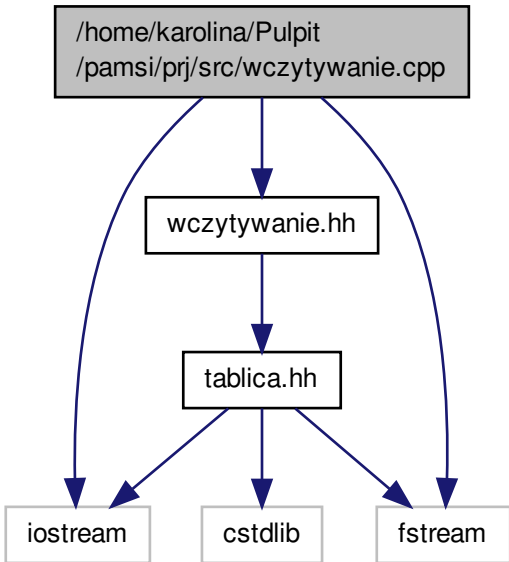 /home/karolina/Pulpit
/pamsi/prj/src/wczytywanie.cpp
wczytywanie.hh
tablica.hh
iostream
cstdlib
fstream